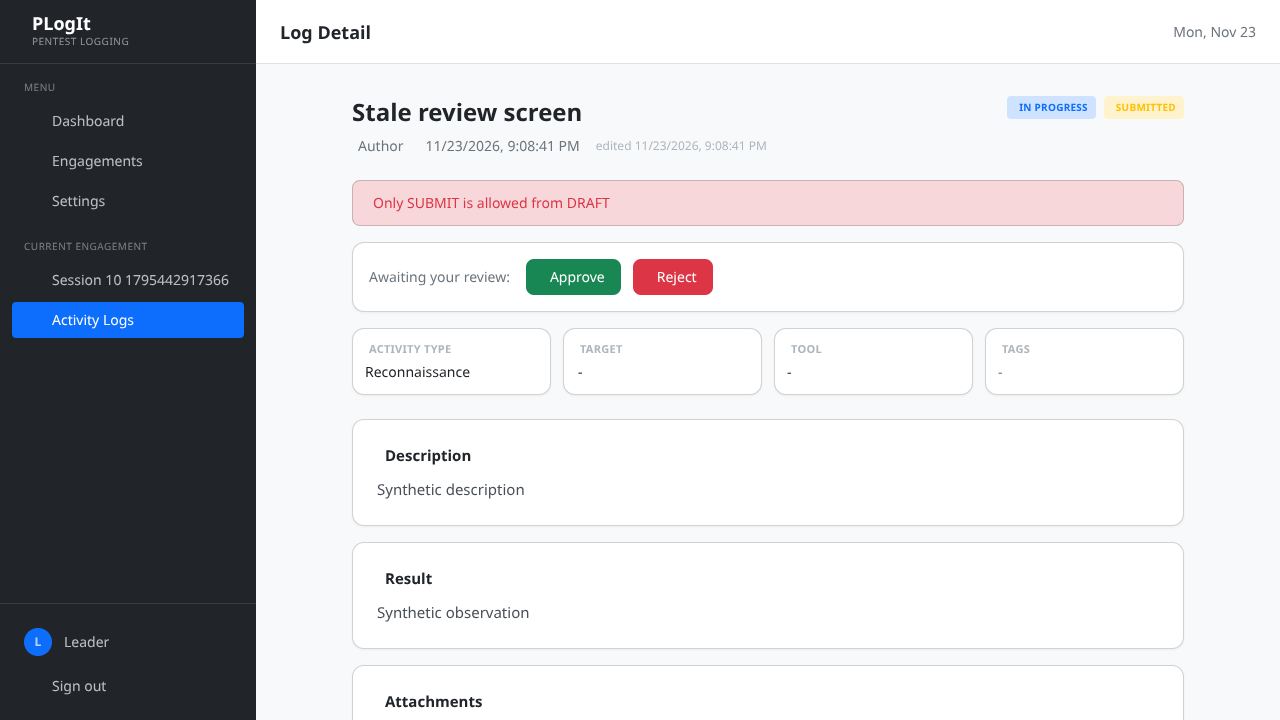 PLogIt
PENTEST LOGGING
MENU
Dashboard
Engagements
Settings
CURRENT ENGAGEMENT
Session 10 1795442917366
Activity Logs
L Leader
Sign out
Log Detail
Mon, Nov 23
Stale review screen
IN PROGRESS SUBMITTED
Author 11/23/2026, 9:08:41 PM edited 11/23/2026, 9:08:41 PM
Only SUBMIT is allowed from DRAFT
Awaiting your review: Approve Reject
ACTIVITY TYPE
Reconnaissance
TARGET
-
TOOL
-
TAGS
-
Description
Synthetic description
Result
Synthetic observation
Attachments